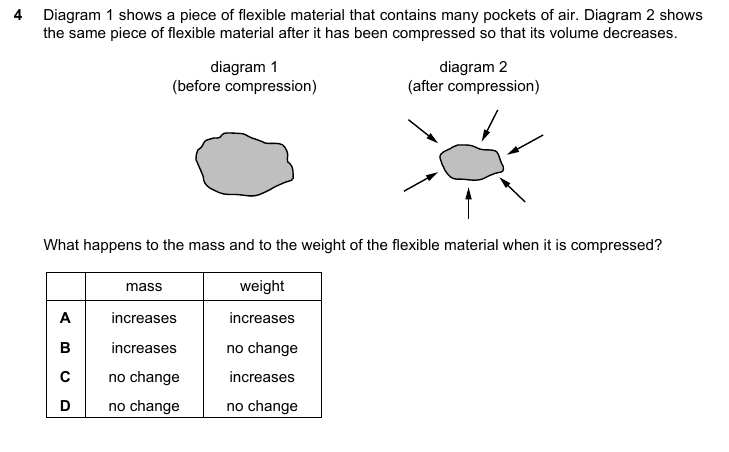 4 Diagram 1 shows a piece of flexible material that contains many pockets of air. Diagram 2 shows
the same piece of flexible material after it has been compressed so that its volume decreases.
diagram 1 diagram 2
(before compression) (after compression)
What happens to the mass and to the weight of the flexible material when it is compressed?
mass weight
A increases increases
B increases no change
C no change increases
D no change no change